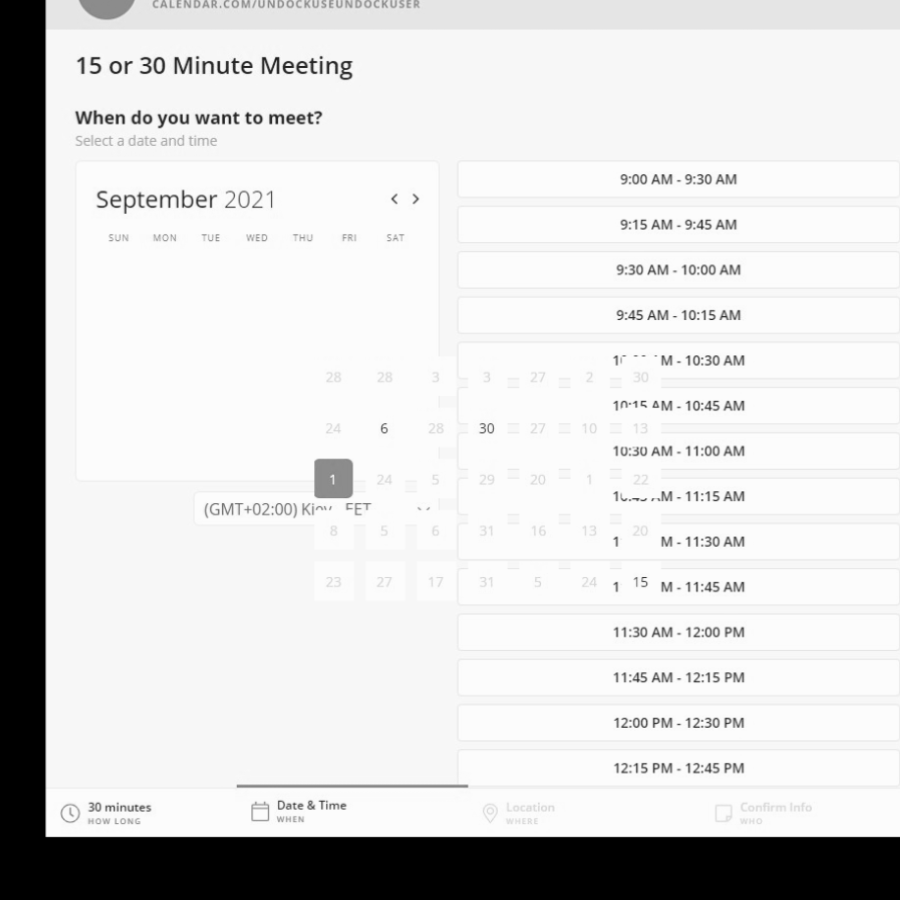 CALENDAR.COM/UNDOCKUSEUNDOCKUSER
15 or 30 Minute Meeting
When do you want to meet?
Select a date and time
September 2021
SUN MON TUE WED THU FRI SAT
9:00 AM - 9:30 AM
9:15 AM - 9:45 AM
9:30 AM - 10:00 AM
9:45 AM - 10:15 AM
M - 10:30 AM
28 28 3 3 27 2 30
10:15 AM - 10:45 AM
24 6 28 30 27 10 13
10:30 AM - 11:00 AM
1 24 5 29 20 1 22
M - 11:15 AM
(GMT+02:00) Kiev EET
8 5 6 31 16 13 20
1 M - 11:30 AM
23 27 17 31 5 24 15
1 M - 11:45 AM
11:30 AM - 12:00 PM
11:45 AM - 12:15 PM
12:00 PM - 12:30 PM
12:15 PM - 12:45 PM
30 minutes
HOW LONG
Date & Time
WHEN
Location
WHERE
Confirm Info
WHO